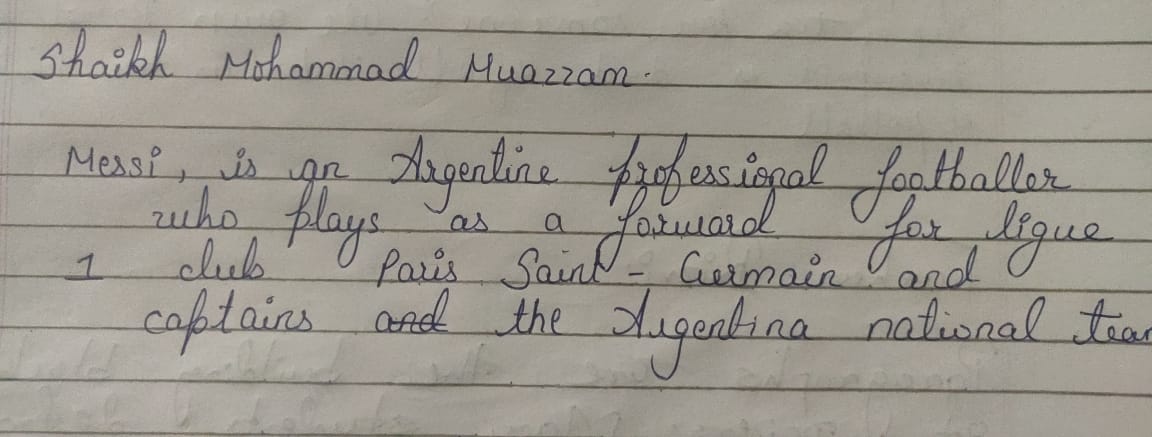 Shaikh Mohammad Muazzam.
Messi, is an Argentine professional footballer
who plays as a forward for ligue
1 club Paris Saint-Germain and
captains and the Argentina national team